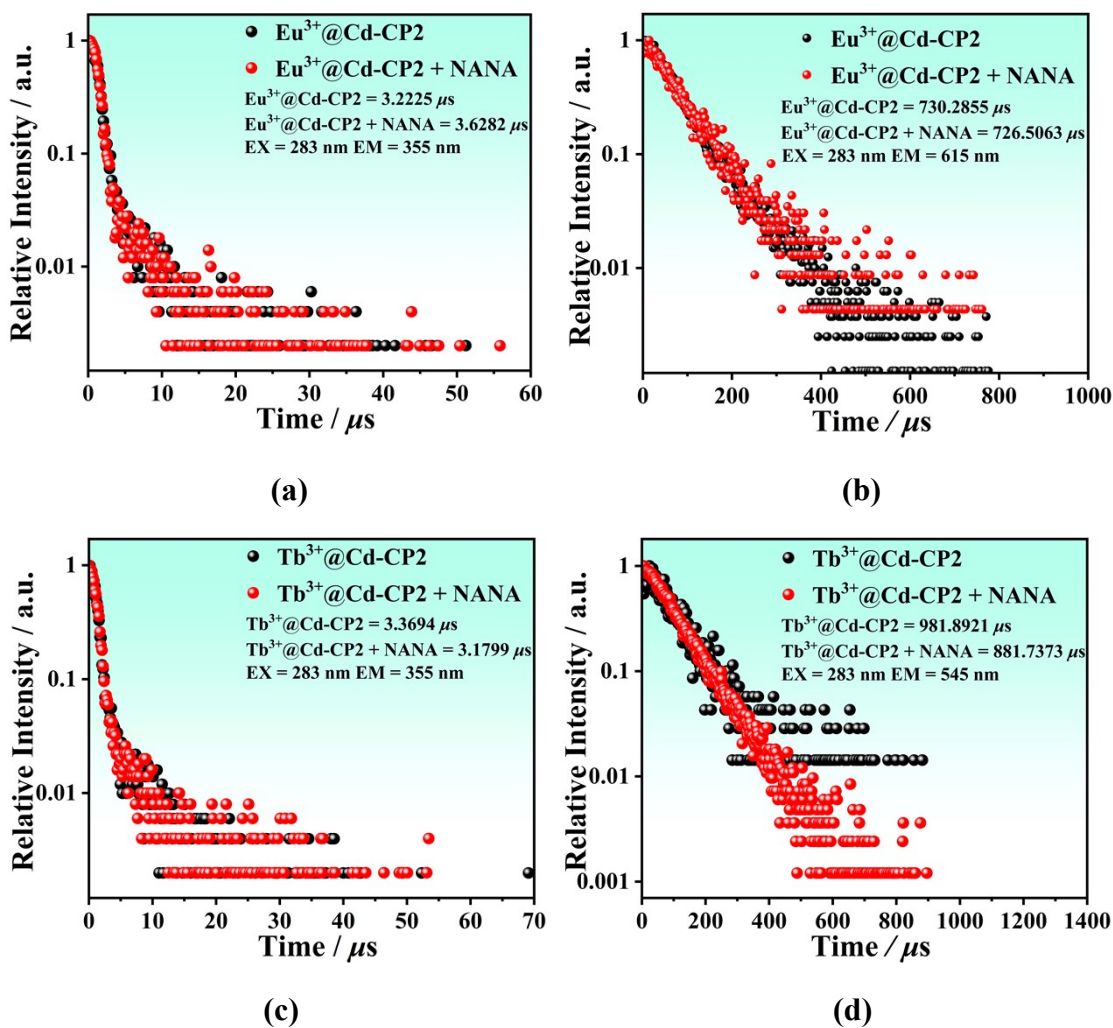 Eu³⁺@Cd-CP2
Eu³⁺@Cd-CP2 + NANA
Eu³⁺@Cd-CP2 = 3.2225 μs
Eu³⁺@Cd-CP2 + NANA = 3.6282 μs
EX = 283 nm EM = 355 nm
Relative Intensity / a.u.
1
0.1
0.01
0 10 20 30 40 50 60
Time / μs
(a)
Eu³⁺@Cd-CP2
Eu³⁺@Cd-CP2 + NANA
Eu³⁺@Cd-CP2 = 730.2855 μs
Eu³⁺@Cd-CP2 + NANA = 726.5063 μs
EX = 283 nm EM = 615 nm
Relative Intensity / a.u.
1
0.1
0.01
0 200 400 600 800 1000
Time / μs
(b)
Tb³⁺@Cd-CP2
Tb³⁺@Cd-CP2 + NANA
Tb³⁺@Cd-CP2 = 3.3694 μs
Tb³⁺@Cd-CP2 + NANA = 3.1799 μs
EX = 283 nm EM = 355 nm
Relative Intensity / a.u.
1
0.1
0.01
0 10 20 30 40 50 60 70
Time / μs
(c)
Tb³⁺@Cd-CP2
Tb³⁺@Cd-CP2 + NANA
Tb³⁺@Cd-CP2 = 981.8921 μs
Tb³⁺@Cd-CP2 + NANA = 881.7373 μs
EX = 283 nm EM = 545 nm
Relative Intensity / a.u.
1
0.1
0.01
0.001
0 200 400 600 800 1000 1200 1400
Time / μs
(d)